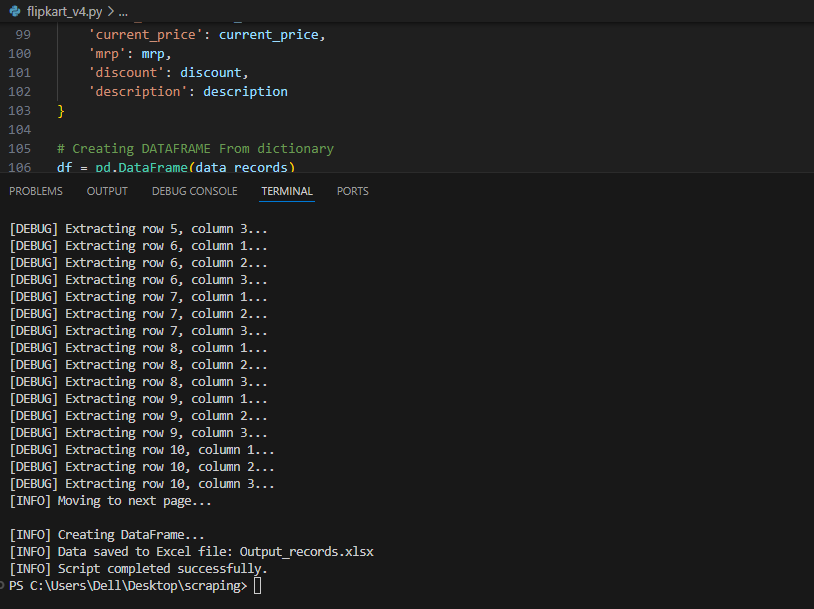 flipkart_v4.py > ...
99 'current_price': current_price,
100 'mrp': mrp,
101 'discount': discount,
102 'description': description
103 }
104
105 # Creating DATAFRAME From dictionary
106 df = pd.DataFrame(data_records)
PROBLEMS OUTPUT DEBUG CONSOLE TERMINAL PORTS
[DEBUG] Extracting row 5, column 3...
[DEBUG] Extracting row 6, column 1...
[DEBUG] Extracting row 6, column 2...
[DEBUG] Extracting row 6, column 3...
[DEBUG] Extracting row 7, column 1...
[DEBUG] Extracting row 7, column 2...
[DEBUG] Extracting row 7, column 3...
[DEBUG] Extracting row 8, column 1...
[DEBUG] Extracting row 8, column 2...
[DEBUG] Extracting row 8, column 3...
[DEBUG] Extracting row 9, column 1...
[DEBUG] Extracting row 9, column 2...
[DEBUG] Extracting row 9, column 3...
[DEBUG] Extracting row 10, column 1...
[DEBUG] Extracting row 10, column 2...
[DEBUG] Extracting row 10, column 3...
[INFO] Moving to next page...
[INFO] Creating DataFrame...
[INFO] Data saved to Excel file: Output_records.xlsx
[INFO] Script completed successfully.
PS C:\Users\Dell\Desktop\scraping>